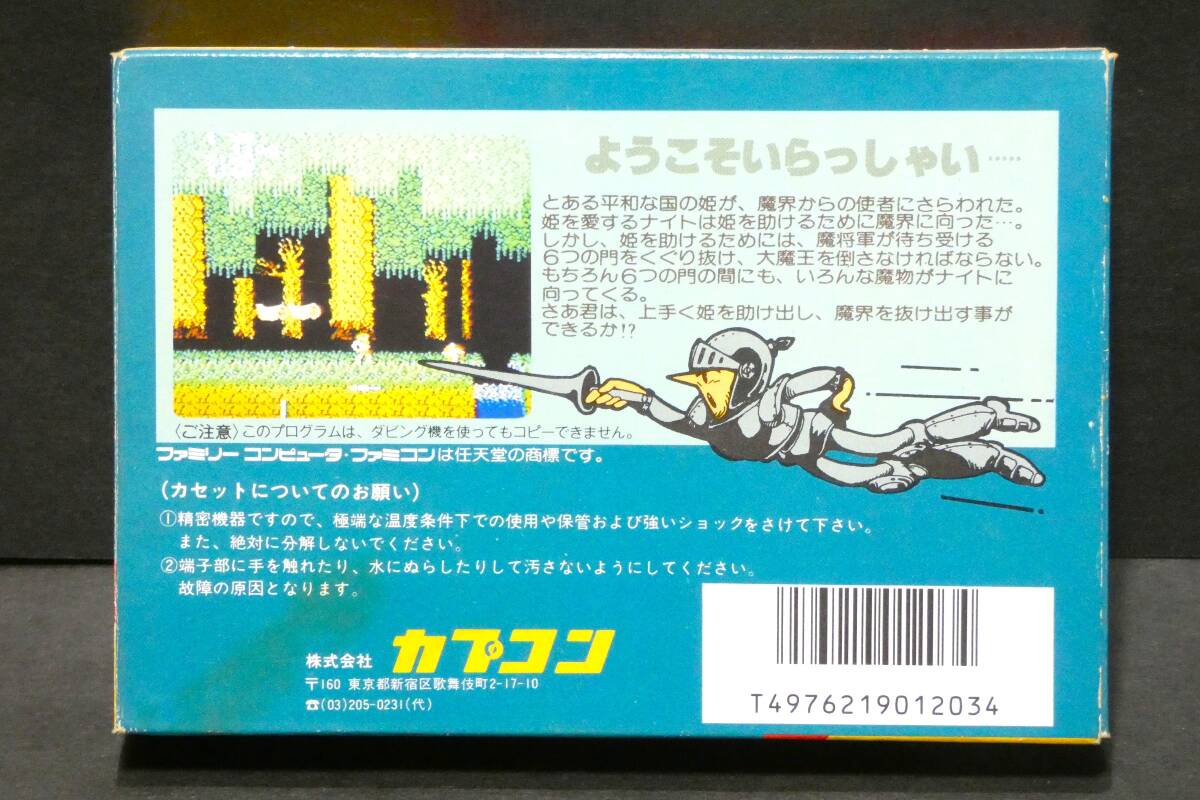 ようこそいらっしゃい……
とある平和な国の姫が、魔界からの使者にさらわれた。
姫を愛するナイトは姫を助けるために魔界に向った…。
しかし、姫を助けるためには、魔将軍が待ち受ける
6つの門をくぐり抜け、大魔王を倒さなければならない。
もちろん6つの門の間にも、いろんな魔物がナイトに
向ってくる。
さあ君は、上手く姫を助け出し、魔界を抜け出す事が
できるか!?
〈ご注意〉このプログラムは、ダビング機を使ってもコピーできません。
ファミリー コンピュータ・ファミコンは任天堂の商標です。
(カセットについてのお願い)
①精密機器ですので、極端な温度条件下での使用や保管および強いショックをさけて下さい。
また、絶対に分解しないでください。
②端子部に手を触れたり、水にぬらしたりして汚さないようにしてください。
故障の原因となります。
株式会社 カプコン
〒160 東京都新宿区歌舞伎町2-17-10
☎(03)205-0231(代)
T4976219012034